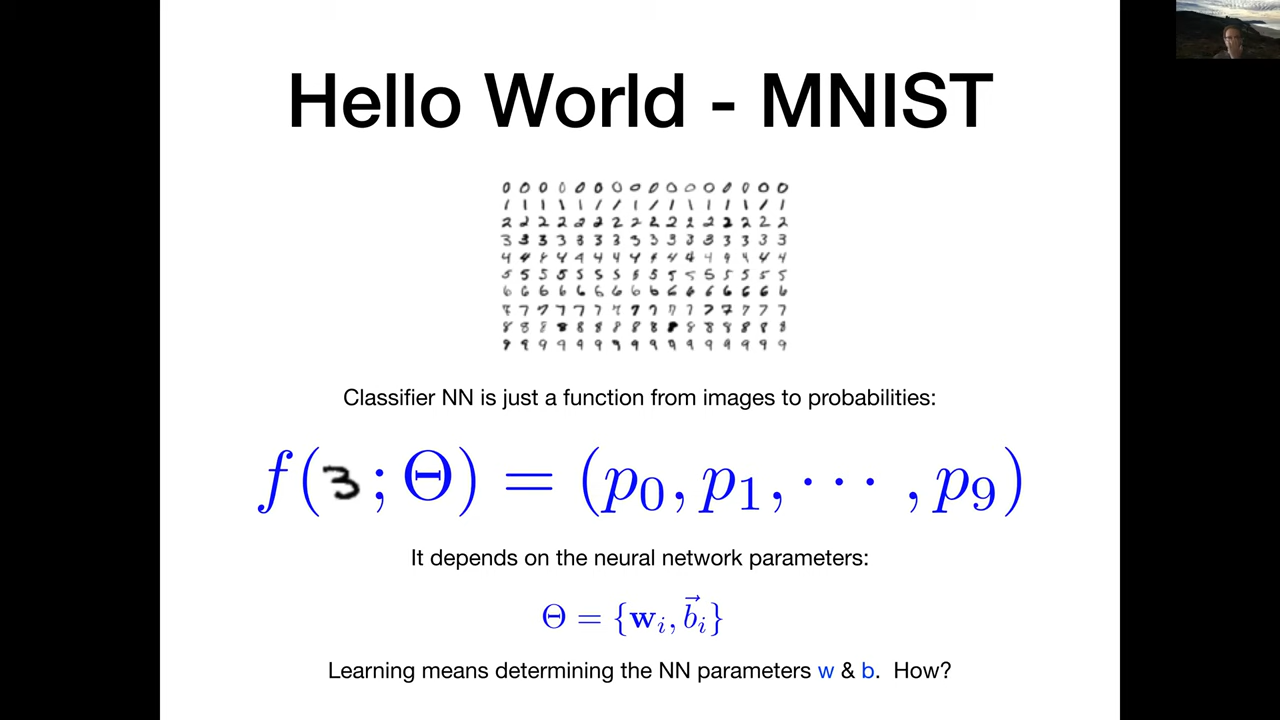 Hello World - MNIST
0 0 0 0 0 0 0 0 0 0 0 0 0 0 0 0
1 1 1 1 1 1 1 1 1 1 1 1 1 1 1 1
2 2 2 2 2 2 2 2 2 2 2 2 2 2 2 2
3 3 3 3 3 3 3 3 3 3 3 3 3 3 3 3
4 4 4 4 4 4 4 4 4 4 4 4 4 4 4 4
5 5 5 5 5 5 5 5 5 5 5 5 5 5 5 5
6 6 6 6 6 6 6 6 6 6 6 6 6 6 6 6
7 7 7 7 7 7 7 7 7 7 7 7 7 7 7 7
8 8 8 8 8 8 8 8 8 8 8 8 8 8 8 8
9 9 9 9 9 9 9 9 9 9 9 9 9 9 9 9
Classifier NN is just a function from images to probabilities:
f(3; Θ) = (p₀, p₁, ⋯ , p₉)
It depends on the neural network parameters:
Θ = {𝐰ᵢ, b⃗ᵢ}
Learning means determining the NN parameters w & b. How?